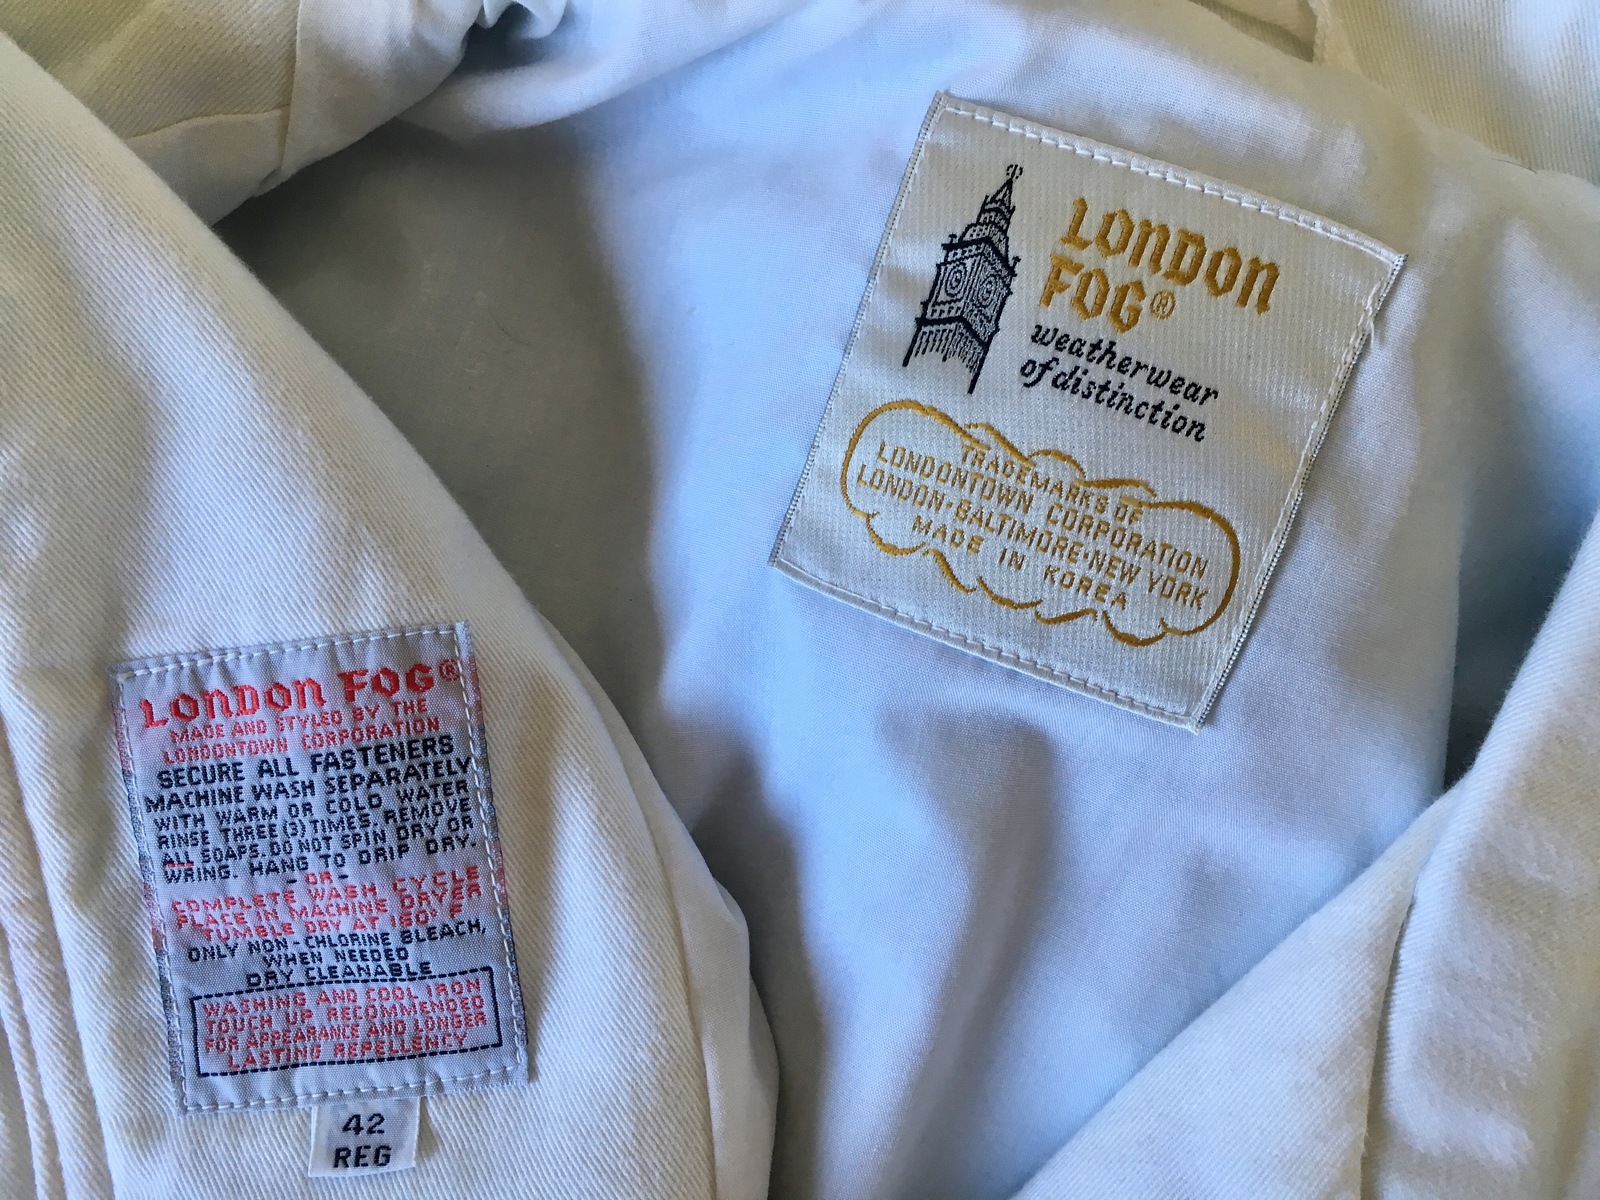 LONDON
FOG®
weatherwear
of distinction
TRADEMARKS OF
LONDONTOWN CORPORATION
LONDON•BALTIMORE•NEW YORK
MADE IN KOREA
LONDON FOG®
MADE AND STYLED BY THE
LONDONTOWN CORPORATION
SECURE ALL FASTENERS
MACHINE WASH SEPARATELY
WITH WARM OR COLD WATER
RINSE THREE (3) TIMES. REMOVE
ALL SOAPS. DO NOT SPIN DRY OR
WRING. HANG TO DRIP DRY.
- OR -
COMPLETE WASH CYCLE
PLACE IN MACHINE DRYER
TUMBLE DRY AT 160° F
ONLY NON-CHLORINE BLEACH,
WHEN NEEDED
DRY CLEANABLE
WASHING AND COOL IRON
TOUCH UP RECOMMENDED
FOR APPEARANCE AND LONGER
LASTING REPELLENCY
42
REG